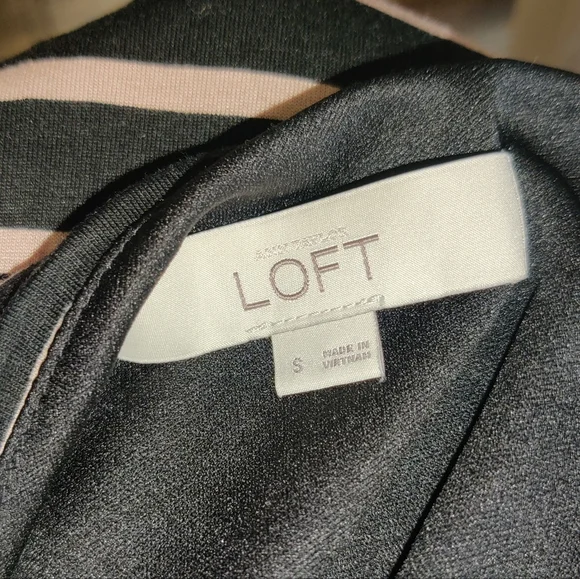 ANN TAYLOR
LOFT
S
MADE IN
VIETNAM